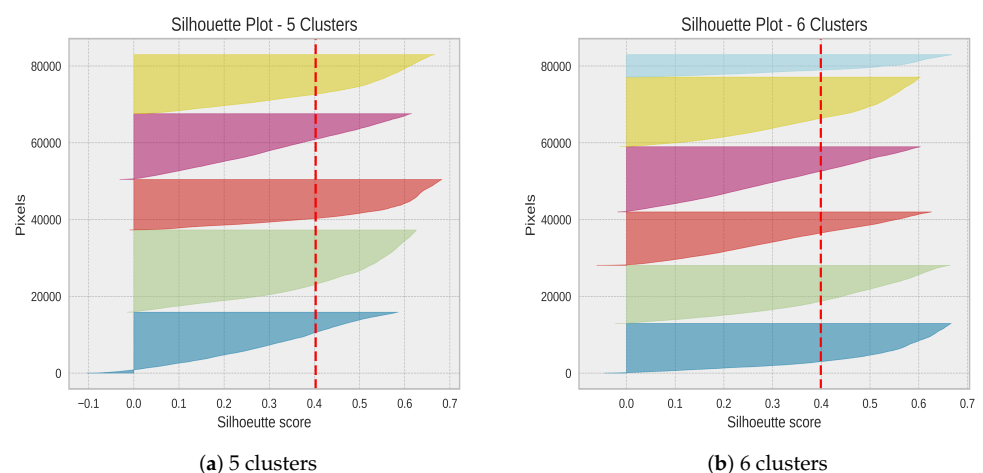 Silhouette Plot - 5 Clusters
80000
60000
40000
20000
0
Pixels
−0.1 0.0 0.1 0.2 0.3 0.4 0.5 0.6 0.7
Silhoeutte score
(a) 5 clusters
Silhouette Plot - 6 Clusters
80000
60000
40000
20000
0
Pixels
0.0 0.1 0.2 0.3 0.4 0.5 0.6 0.7
Silhoeutte score
(b) 6 clusters